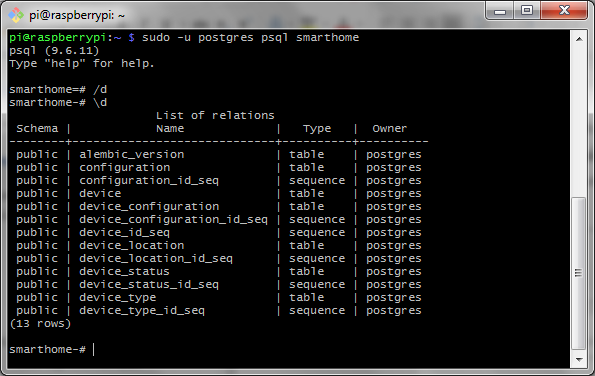 pi@raspberrypi: ~
pi@raspberrypi:~ $ sudo -u postgres psql smarthome
psql (9.6.11)
Type "help" for help.
smarthome=# /d
smarthome-# \d
List of relations
Schema | Name | Type | Owner
--------+----------------------------+----------+----------
public | alembic_version | table | postgres
public | configuration | table | postgres
public | configuration_id_seq | sequence | postgres
public | device | table | postgres
public | device_configuration | table | postgres
public | device_configuration_id_seq | sequence | postgres
public | device_id_seq | sequence | postgres
public | device_location | table | postgres
public | device_location_id_seq | sequence | postgres
public | device_status | table | postgres
public | device_status_id_seq | sequence | postgres
public | device_type | table | postgres
public | device_type_id_seq | sequence | postgres
(13 rows)
smarthome-#